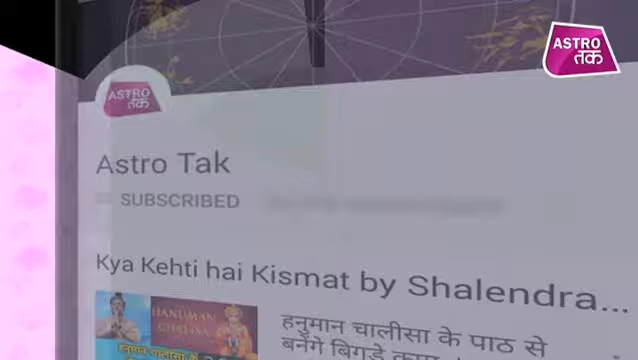 ASTRO
तक
ASTRO
तक
Astro Tak
SUBSCRIBED
Kya Kehti hai Kismat by Shalendra...
HANUMAN
CHALISA
हनुमान चालीसा के पाठ से
बनेंगे बिगड़े काम